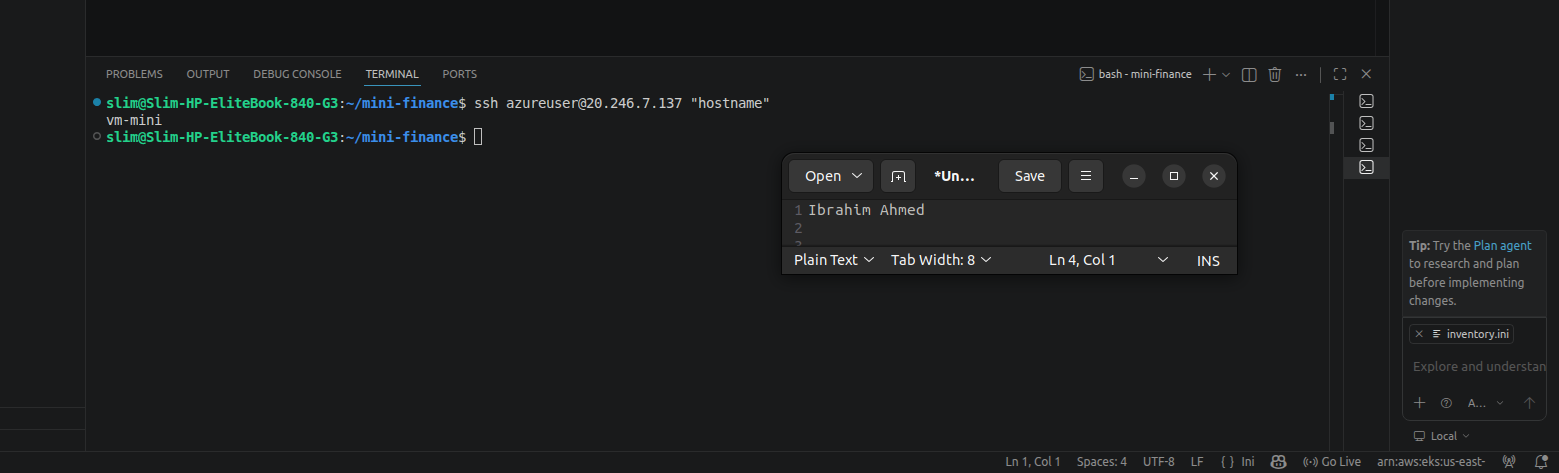 PROBLEMS OUTPUT DEBUG CONSOLE TERMINAL PORTS
bash - mini-finance
slim@Slim-HP-EliteBook-840-G3:~/mini-finance$ ssh azureuser@20.246.7.137 "hostname"
vm-mini
slim@Slim-HP-EliteBook-840-G3:~/mini-finance$
Open *Un... Save
1 Ibrahim Ahmed
2
3
Plain Text Tab Width: 8 Ln 4, Col 1 INS
Tip: Try the Plan agent
to research and plan
before implementing
changes.
inventory.ini
Explore and understan
A...
Local
Ln 1, Col 1 Spaces: 4 UTF-8 LF { } Ini Go Live arn:aws:eks:us-east-